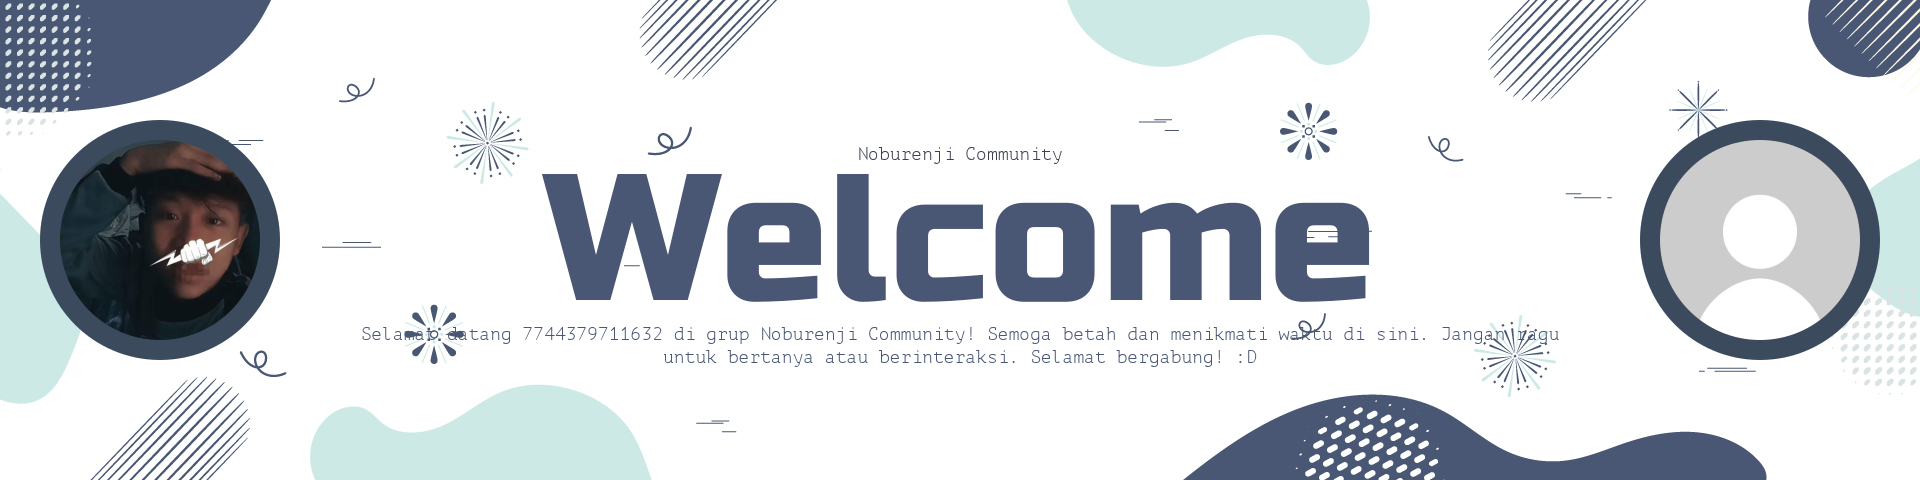 Noburenji Community
Welcome
Selamat datang 7744379711632 di grup Noburenji Community! Semoga betah dan menikmati waktu di sini. Jangan ragu
untuk bertanya atau berinteraksi. Selamat bergabung! :D